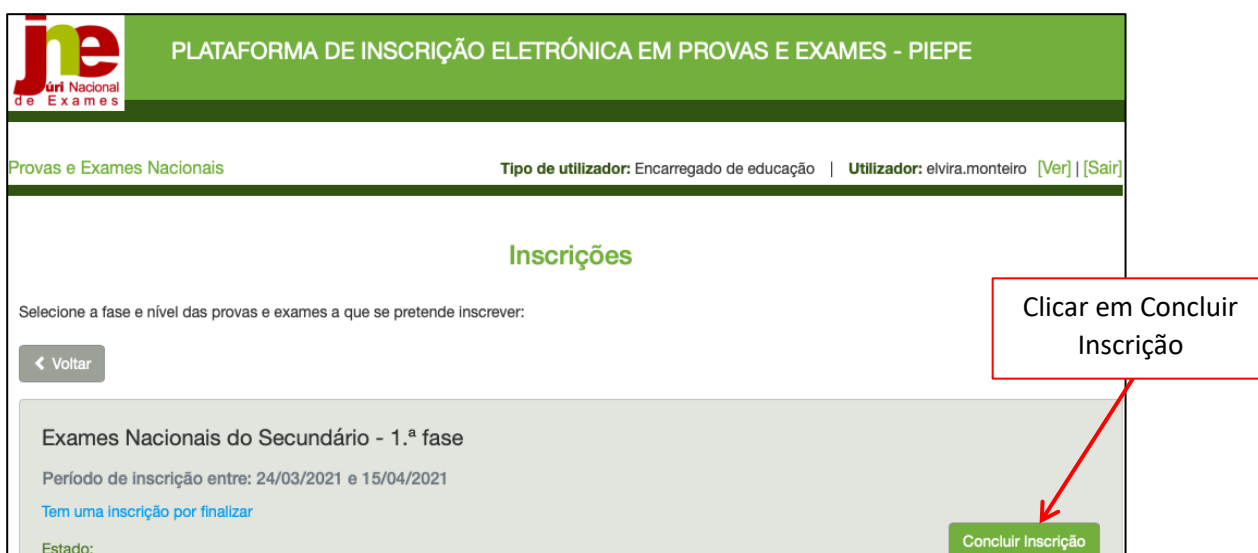 jne
Júri Nacional
de Exames
PLATAFORMA DE INSCRIÇÃO ELETRÓNICA EM PROVAS E EXAMES - PIEPE
Provas e Exames Nacionais
Tipo de utilizador: Encarregado de educação | Utilizador: elvira.monteiro [Ver] | [Sair]
Inscrições
Selecione a fase e nível das provas e exames a que se pretende inscrever:
Clicar em Concluir
Inscrição
Voltar
Exames Nacionais do Secundário - 1.ª fase
Período de inscrição entre: 24/03/2021 e 15/04/2021
Tem uma inscrição por finalizar
Estado:
Concluir Inscrição